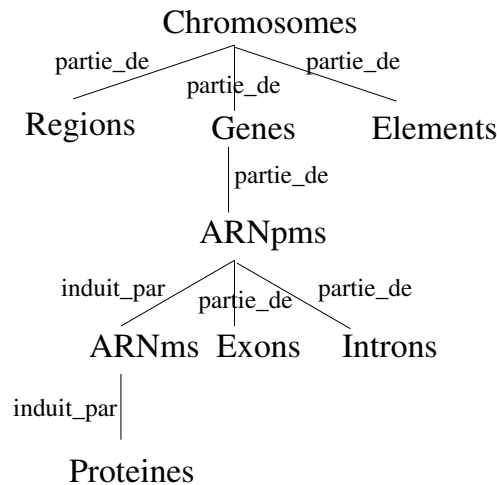 Chromosomes
partie_de partie_de partie_de
Regions Genes Elements
partie_de
ARNpms
induit_par partie_de partie_de
ARNms Exons Introns
induit_par
Proteines